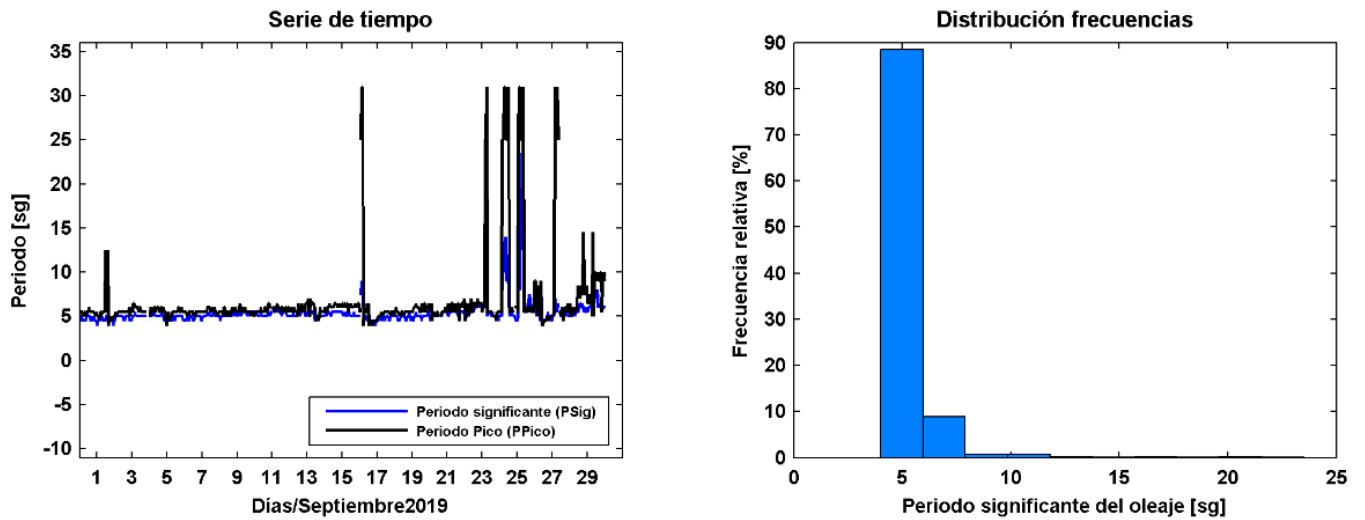 Serie de tiempo
35
30
25
20
15
10
5
0
-5
-10
Periodo [sg]
Periodo significante (PSig)
Periodo Pico (PPico)
1 3 5 7 9 11 13 15 17 19 21 23 25 27 29
Días/Septiembre2019
Distribución frecuencias
90
80
70
60
50
40
30
20
10
0
Frecuencia relativa [%]
0 5 10 15 20 25
Periodo significante del oleaje [sg]